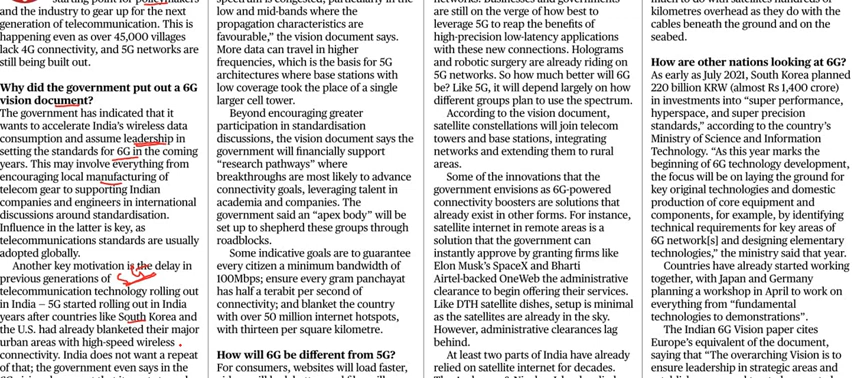 starting point for policymakers
and the industry to gear up for the next
generation of telecommunication. This is
happening even as over 45,000 villages
lack 4G connectivity, and 5G networks are
still being built out.
Why did the government put out a 6G
vision document?
The government has indicated that it
wants to accelerate India's wireless data
consumption and assume leadership in
setting the standards for 6G in the coming
years. This may involve everything from
encouraging local manufacturing of
telecom gear to supporting Indian
companies and engineers in international
discussions around standardisation.
Influence in the latter is key, as
telecommunications standards are usually
adopted globally.
Another key motivation is the delay in
previous generations of
telecommunication technology rolling out
in India — 5G started rolling out in India
years after countries like South Korea and
the U.S. had already blanketed their major
urban areas with high-speed wireless
connectivity. India does not want a repeat
of that; the government even says in the
spectrum is congested, particularly in the
low and mid-bands where the
propagation characteristics are
favourable," the vision document says.
More data can travel in higher
frequencies, which is the basis for 5G
architectures where base stations with
low coverage took the place of a single
larger cell tower.
Beyond encouraging greater
participation in standardisation
discussions, the vision document says the
government will financially support
"research pathways" where
breakthroughs are most likely to advance
connectivity goals, leveraging talent in
academia and companies. The
government said an "apex body" will be
set up to shepherd these groups through
roadblocks.
Some indicative goals are to guarantee
every citizen a minimum bandwidth of
100Mbps; ensure every gram panchayat
has half a terabit per second of
connectivity; and blanket the country
with over 50 million internet hotspots,
with thirteen per square kilometre.
How will 6G be different from 5G?
For consumers, websites will load faster,
networks. Businesses and governments
are still on the verge of how best to
leverage 5G to reap the benefits of
high-precision low-latency applications
with these new connections. Holograms
and robotic surgery are already riding on
5G networks. So how much better will 6G
be? Like 5G, it will depend largely on how
different groups plan to use the spectrum.
According to the vision document,
satellite constellations will join telecom
towers and base stations, integrating
networks and extending them to rural
areas.
Some of the innovations that the
government envisions as 6G-powered
connectivity boosters are solutions that
already exist in other forms. For instance,
satellite internet in remote areas is a
solution that the government can
instantly approve by granting firms like
Elon Musk's SpaceX and Bharti
Airtel-backed OneWeb the administrative
clearance to begin offering their services.
Like DTH satellite dishes, setup is minimal
as the satellites are already in the sky.
However, administrative clearances lag
behind.
At least two parts of India have already
relied on satellite internet for decades.
much to do with satellites hundreds of
kilometres overhead as they do with the
cables beneath the ground and on the
seabed.
How are other nations looking at 6G?
As early as July 2021, South Korea planned
220 billion KRW (almost Rs 1,400 crore)
in investments into "super performance,
hyperspace, and super precision
standards," according to the country's
Ministry of Science and Information
Technology. "As this year marks the
beginning of 6G technology development,
the focus will be on laying the ground for
key original technologies and domestic
production of core equipment and
components, for example, by identifying
technical requirements for key areas of
6G network[s] and designing elementary
technologies," the ministry said that year.
Countries have already started working
together, with Japan and Germany
planning a workshop in April to work on
everything from "fundamental
technologies to demonstrators".
The Indian 6G Vision paper cites
Europe's equivalent of the document,
saying that "The overarching Vision is to
ensure leadership in strategic areas and